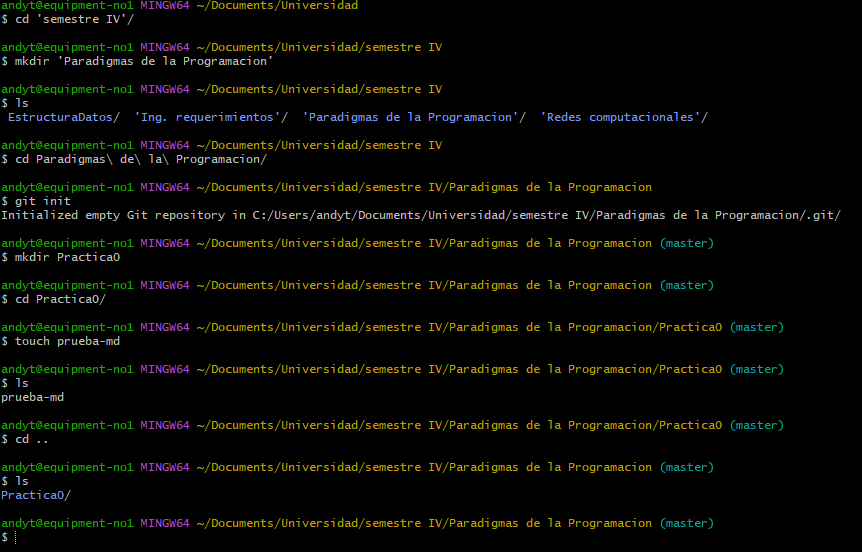 andyt@equipment-no1 MINGW64 ~/Documents/Universidad
$ cd 'semestre IV'/
andyt@equipment-no1 MINGW64 ~/Documents/Universidad/semestre IV
$ mkdir 'Paradigmas de la Programacion'
andyt@equipment-no1 MINGW64 ~/Documents/Universidad/semestre IV
$ ls
EstructuraDatos/  'Ing. requerimientos'/  'Paradigmas de la Programacion'/  'Redes computacionales'/
andyt@equipment-no1 MINGW64 ~/Documents/Universidad/semestre IV
$ cd Paradigmas\ de\ la\ Programacion/
andyt@equipment-no1 MINGW64 ~/Documents/Universidad/semestre IV/Paradigmas de la Programacion
$ git init
Initialized empty Git repository in C:/Users/andyt/Documents/Universidad/semestre IV/Paradigmas de la Programacion/.git/
andyt@equipment-no1 MINGW64 ~/Documents/Universidad/semestre IV/Paradigmas de la Programacion (master)
$ mkdir Practica0
andyt@equipment-no1 MINGW64 ~/Documents/Universidad/semestre IV/Paradigmas de la Programacion (master)
$ cd Practica0/
andyt@equipment-no1 MINGW64 ~/Documents/Universidad/semestre IV/Paradigmas de la Programacion/Practica0 (master)
$ touch prueba-md
andyt@equipment-no1 MINGW64 ~/Documents/Universidad/semestre IV/Paradigmas de la Programacion/Practica0 (master)
$ ls
prueba-md
andyt@equipment-no1 MINGW64 ~/Documents/Universidad/semestre IV/Paradigmas de la Programacion/Practica0 (master)
$ cd ..
andyt@equipment-no1 MINGW64 ~/Documents/Universidad/semestre IV/Paradigmas de la Programacion (master)
$ ls
Practica0/
andyt@equipment-no1 MINGW64 ~/Documents/Universidad/semestre IV/Paradigmas de la Programacion (master)
$